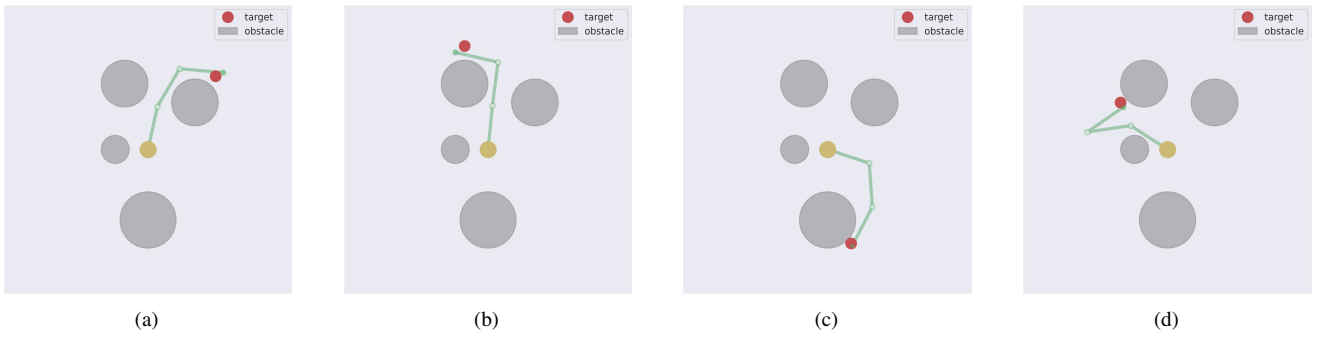 target
obstacle
target
obstacle
target
obstacle
target
obstacle
(a)
(b)
(c)
(d)